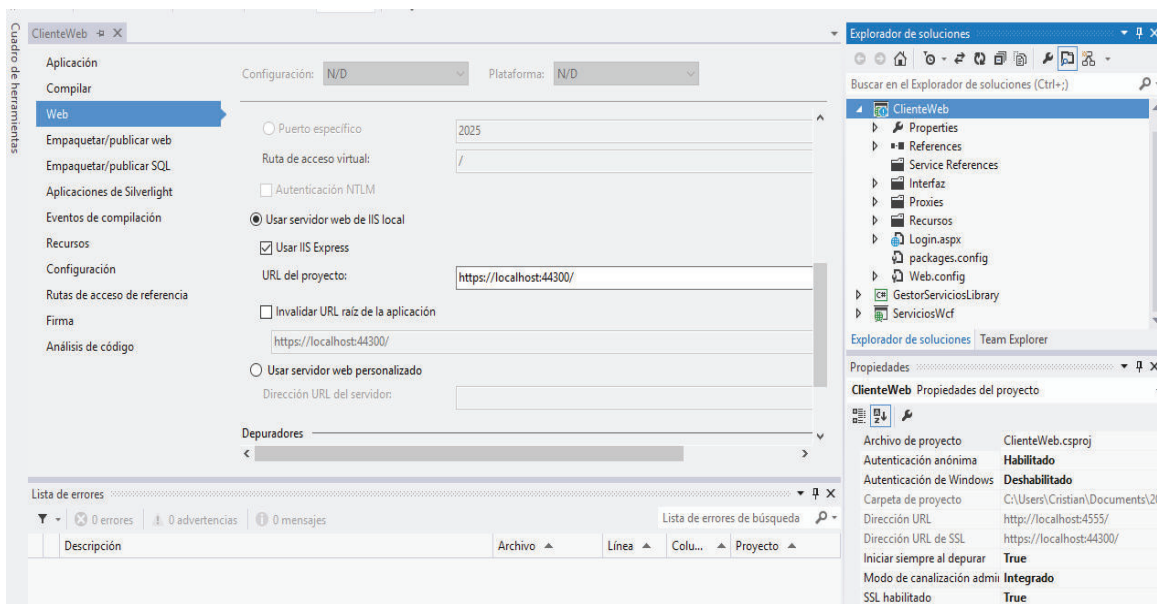 Cuadro de herramientas
ClienteWeb
Aplicación
Compilar
Web
Empaquetar/publicar web
Empaquetar/publicar SQL
Aplicaciones de Silverlight
Eventos de compilación
Recursos
Configuración
Rutas de acceso de referencia
Firma
Análisis de código
Configuración: N/D Plataforma: N/D
Puerto específico 2025
Ruta de acceso virtual: /
Autenticación NTLM
Usar servidor web de IIS local
Usar IIS Express
URL del proyecto: https://localhost:44300/
Invalidar URL raíz de la aplicación
https://localhost:44300/
Usar servidor web personalizado
Dirección URL del servidor:
Depuradores
Lista de errores
0 errores 0 advertencias 0 mensajes Lista de errores de búsqueda
Descripción Archivo Línea Colu... Proyecto
Explorador de soluciones
Buscar en el Explorador de soluciones (Ctrl+;)
ClienteWeb
Properties
References
Service References
Interfaz
Proxies
Recursos
Login.aspx
packages.config
Web.config
C# GestorServiciosLibrary
ServiciosWcf
Explorador de soluciones Team Explorer
Propiedades
ClienteWeb Propiedades del proyecto
Archivo de proyecto ClienteWeb.csproj
Autenticación anónima Habilitado
Autenticación de Windows Deshabilitado
Carpeta de proyecto C:\Users\Cristian\Documents\20
Dirección URL http://localhost:4555/
Dirección URL de SSL https://localhost:44300/
Iniciar siempre al depurar True
Modo de canalización admii Integrado
SSL habilitado True